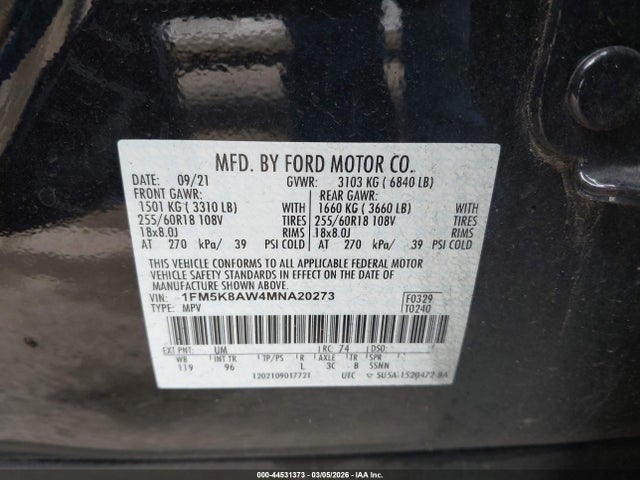 MFD. BY FORD MOTOR CO.
DATE: 09/21 GVWR: 3103 KG ( 6840 LB)
FRONT GAWR: REAR GAWR:
1501 KG ( 3310 LB) WITH 1660 KG ( 3660 LB) WITH
255/60R18 108V TIRES 255/60R18 108V TIRES
18x8.0J RIMS 18x8.0J RIMS
AT 270 kPa/ 39 PSI COLD AT 270 kPa/ 39 PSI COLD
THIS VEHICLE CONFORMS TO ALL APPLICABLE FEDERAL MOTOR
VEHICLE SAFETY STANDARDS IN EFFECT ON THE DATE OF MANUFACTURE
SHOWN ABOVE.
VIN: 1FM5K8AW4MNA20273 F0329
TYPE: MPV T0240
EXT PNT: UM RC: 74 DSO:
WB INT TR TP/PS R AXLE TR SPR
119 96 L 3C B SSNN
1202109017721 UTC
000-44531373 - 03/05/2026 - IAA Inc.